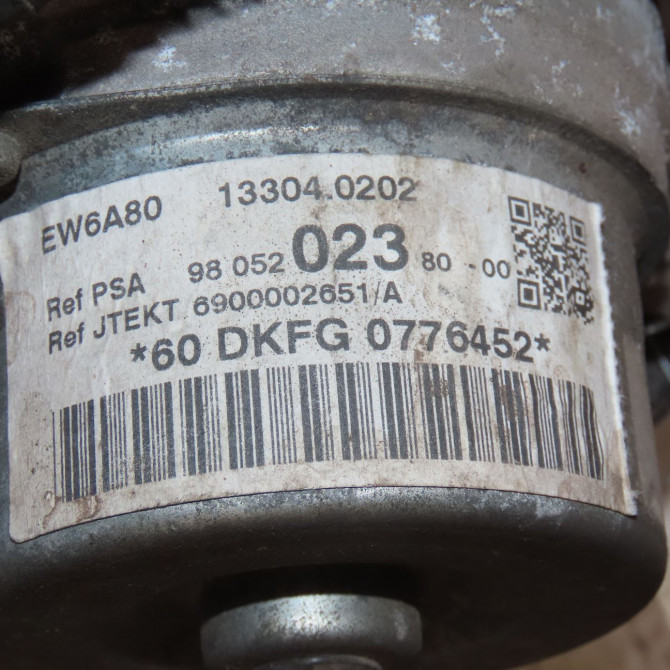 EW6A80 13304.0202
Ref PSA 98 052 023 80 -00
Ref JTEKT 6900002651/A
*60 DKFG 0776452*